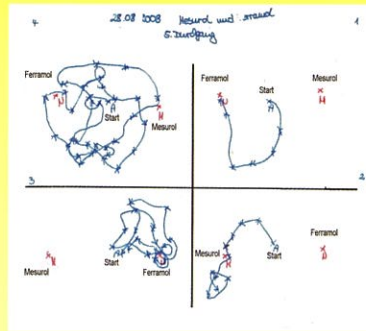 4 28.08 2008 Mesurol und 1
6. Durchgang
Ferramol
N
A
Start
N
Mesurol
Ferramol
N
Start
A
Mesurol
M
3
2
Mesurol
N
Start
A
Ferramol
Mesurol
N
Start
A
Ferramol